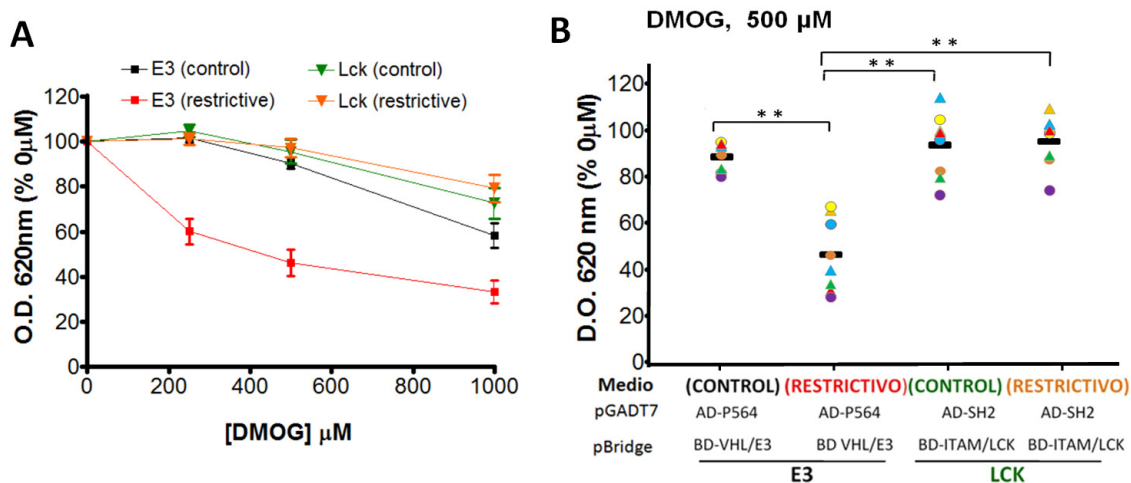 A
E3 (control)
Lck (control)
E3 (restrictive)
Lck (restrictive)
O.D. 620nm (% 0µM)
120
100
80
60
40
20
0
0 200 400 600 800 1000
[DMOG] µM
B
DMOG, 500 µM
* *
* *
* *
D.O. 620 nm (% 0µM)
120
100
80
60
40
20
0
Medio (CONTROL) (RESTRICTIVO) (CONTROL) (RESTRICTIVO)
pGADT7 AD-P564 AD-P564 AD-SH2 AD-SH2
pBridge BD-VHL/E3 BD VHL/E3 BD-ITAM/LCK BD-ITAM/LCK
E3 LCK